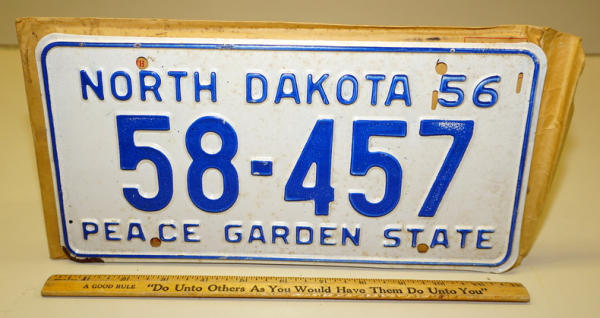 NORTH DAKOTA 56
58-457
PEACE GARDEN STATE
A GOOD RULE "Do Unto Others As You Would Have Them Do Unto You"